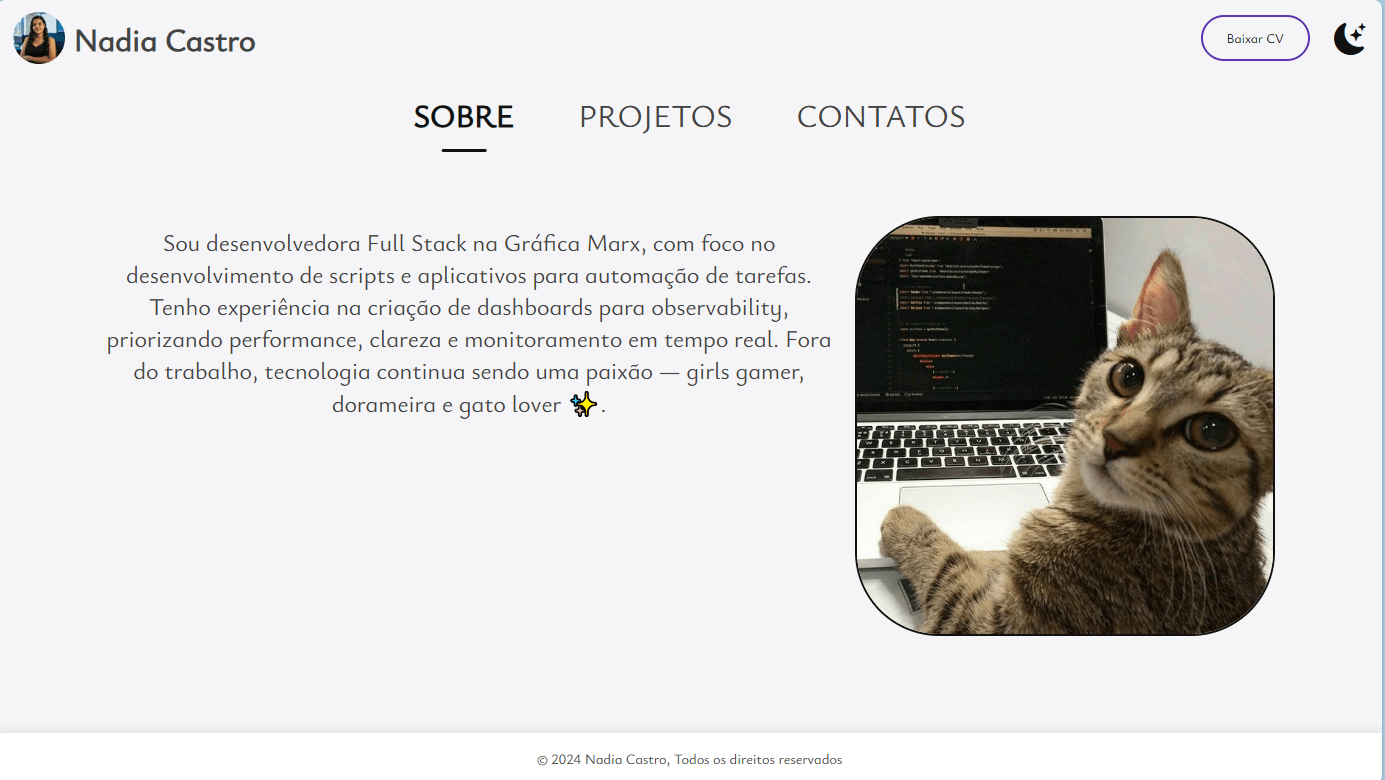 Nadia Castro
Baixar CV
SOBRE
PROJETOS
CONTATOS
Sou desenvolvedora Full Stack na Gráfica Marx, com foco no
desenvolvimento de scripts e aplicativos para automação de tarefas.
Tenho experiência na criação de dashboards para observability,
priorizando performance, clareza e monitoramento em tempo real. Fora
do trabalho, tecnologia continua sendo uma paixão — girls gamer,
dorameira e gato lover ✨.
© 2024 Nadia Castro, Todos os direitos reservados